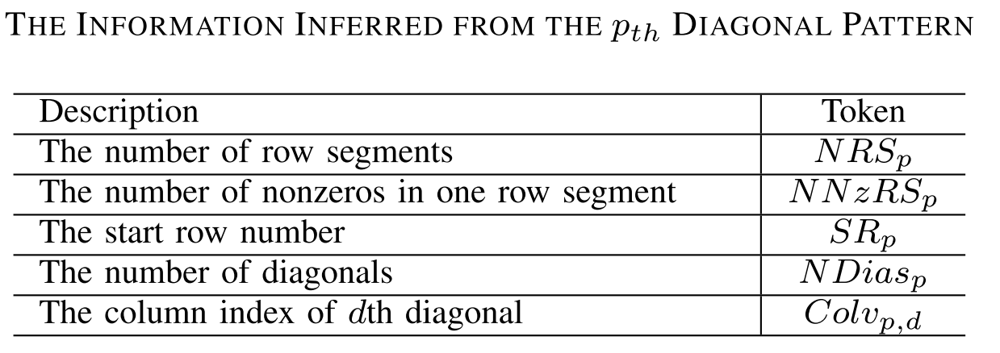 THE INFORMATION INFERRED FROM THE $p_{th}$ DIAGONAL PATTERN
Description Token
The number of row segments $NRS_p$
The number of nonzeros in one row segment $NNzRS_p$
The start row number $SR_p$
The number of diagonals $NDias_p$
The column index of $d$th diagonal $Colv_{p,d}$